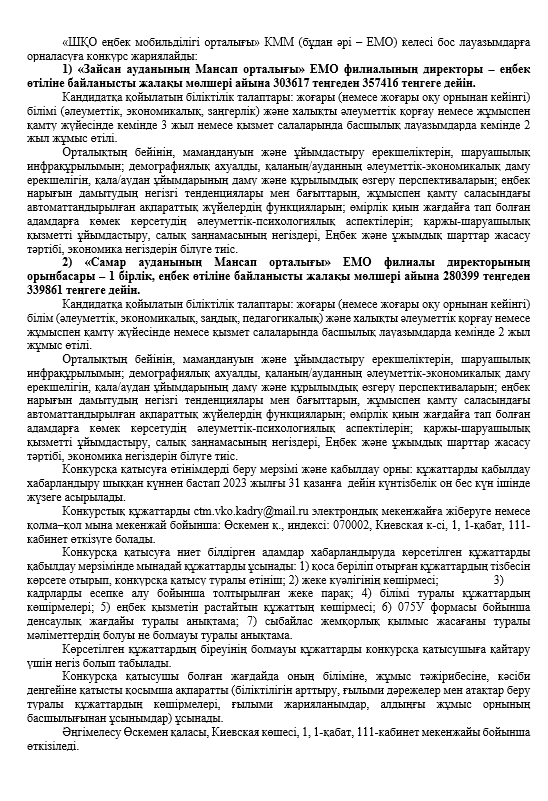 «ШҚО еңбек мобильділігі орталығы» КММ (бұдан әрі – ЕМО) келесі бос лауазымдарға
орналасуға конкурс жариялайды:
1) «Зайсан ауданының Мансап орталығы» ЕМО филиалының директоры – еңбек
өтіліне байланысты жалақы мөлшері айына 303617 теңгеден 357416 теңгеге дейін.
Кандидатқа қойылатын біліктілік талаптары: жоғары (немесе жоғары оқу орнынан кейінгі)
білімі (әлеуметтік, экономикалық, заңгерлік) және халықты әлеуметтік қорғау немесе жұмыспен
қамту жүйесінде кемінде 3 жыл немесе қызмет салаларында басшылық лауазымдарда кемінде 2
жыл жұмыс өтілі.
Орталықтың бейінін, мамандануын және ұйымдастыру ерекшеліктерін, шаруашылық
инфрақұрылымын; демографиялық ахуалды, қаланың/ауданның әлеуметтік-экономикалық даму
ерекшелігін, қала/аудан ұйымдарының даму және құрылымдық өзгеру перспективаларын; еңбек
нарығын дамытудың негізгі тенденциялары мен бағыттарын, жұмыспен қамту саласындағы
автоматтандырылған ақпараттық жүйелердің функцияларын; өмірлік қиын жағдайға тап болған
адамдарға көмек көрсетудің әлеуметтік-психологиялық аспектілерін; қаржы-шаруашылық
қызметті ұйымдастыру, салық заңнамасының негіздері, Еңбек және ұжымдық шарттар жасасу
тәртібі, экономика негіздерін білуге тиіс.
2) «Самар ауданының Мансап орталығы» ЕМО филиалы директорының
орынбасары – 1 бірлік, еңбек өтіліне байланысты жалақы мөлшері айына 280399 теңгеден
339861 теңгеге дейін.
Кандидатқа қойылатын біліктілік талаптары: жоғары (немесе жоғары оқу орнынан кейінгі)
білім (әлеуметтік, экономикалық, заңдық, педагогикалық) және халықты әлеуметтік қорғау немесе
жұмыспен қамту жүйесінде немесе қызмет салаларында басшылық лауазымдарда кемінде 2 жыл
жұмыс өтілі.
Орталықтың бейінін, мамандануын және ұйымдастыру ерекшеліктерін, шаруашылық
инфрақұрылымын; демографиялық ахуалды, қаланың/ауданның әлеуметтік-экономикалық даму
ерекшелігін, қала/аудан ұйымдарының даму және құрылымдық өзгеру перспективаларын; еңбек
нарығын дамытудың негізгі тенденциялары мен бағыттарын, жұмыспен қамту саласындағы
автоматтандырылған ақпараттық жүйелердің функцияларын; өмірлік қиын жағдайға тап болған
адамдарға көмек көрсетудің әлеуметтік-психологиялық аспектілерін; қаржы-шаруашылық
қызметті ұйымдастыру, салық заңнамасының негіздері, Еңбек және ұжымдық шарттар жасасу
тәртібі, экономика негіздерін білуге тиіс.
Конкурсқа қатысуға өтінімдерді беру мерзімі және қабылдау орны: құжаттарды қабылдау
хабарландыру шыққан күннен бастап 2023 жылғы 31 қазанға дейін күнтізбелік он бес күн ішінде
жүзеге асырылады.
Конкурстық құжаттарды ctm.vko.kadry@mail.ru электрондық мекенжайға жіберуге немесе
қолма–қол мына мекенжай бойынша: Өскемен қ., индексі: 070002, Киевская к-сі, 1, 1-қабат, 111-
кабинет өткізуге болады.
Конкурсқа қатысуға ниет білдірген адамдар хабарландыруда көрсетілген құжаттарды
қабылдау мерзімінде мынадай құжаттарды ұсынады: 1) қоса беріліп отырған құжаттардың тізбесін
көрсете отырып, конкурсқа қатысу туралы өтініш; 2) жеке куәлігінің көшірмесі; 3)
кадрларды есепке алу бойынша толтырылған жеке парақ; 4) білімі туралы құжаттардың
көшірмелері; 5) еңбек қызметін растайтын құжаттың көшірмесі; 6) 075У формасы бойынша
денсаулық жағдайы туралы анықтама; 7) сыбайлас жемқорлық қылмыс жасағаны туралы
мәліметтердің болуы не болмауы туралы анықтама.
Көрсетілген құжаттардың біреуінің болмауы құжаттарды конкурсқа қатысушыға қайтару
үшін негіз болып табылады.
Конкурсқа қатысушы болған жағдайда оның біліміне, жұмыс тәжірибесіне, кәсіби
деңгейіне қатысты қосымша ақпаратты (біліктілігін арттыру, ғылыми дәрежелер мен атақтар беру
туралы құжаттардың көшірмелері, ғылыми жарияланымдар, алдыңғы жұмыс орнының
басшылығынан ұсынымдар) ұсынады.
Әңгімелесу Өскемен қаласы, Киевская көшесі, 1, 1-қабат, 111-кабинет мекенжайы бойынша
өткізіледі.